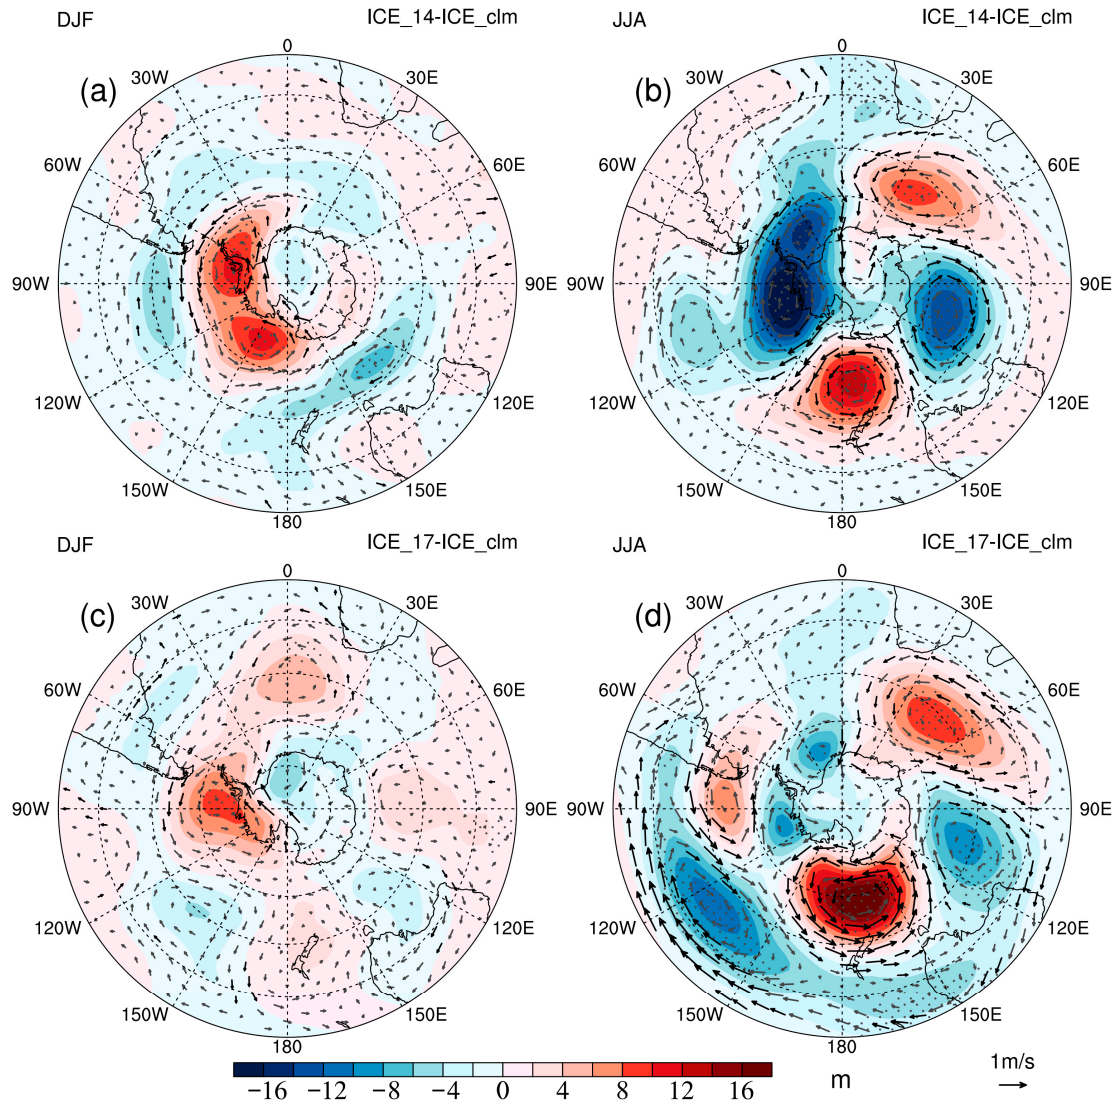 DJF ICE_14-ICE_clm JJA ICE_14-ICE_clm
0 0
30W 30E 30W 30E
(a) (b)
60W 60E 60W 60E
90W 90E 90W 90E
120W 120E 120W 120E
150W 150E 150W 150E
180 180
DJF ICE_17-ICE_clm JJA ICE_17-ICE_clm
0 0
30W 30E 30W 30E
(c) (d)
60W 60E 60W 60E
90W 90E 90W 90E
120W 120E 120W 120E
150W 150E 150W 150E
180 180
1m/s
−16 −12 −8 −4 0 4 8 12 16 m